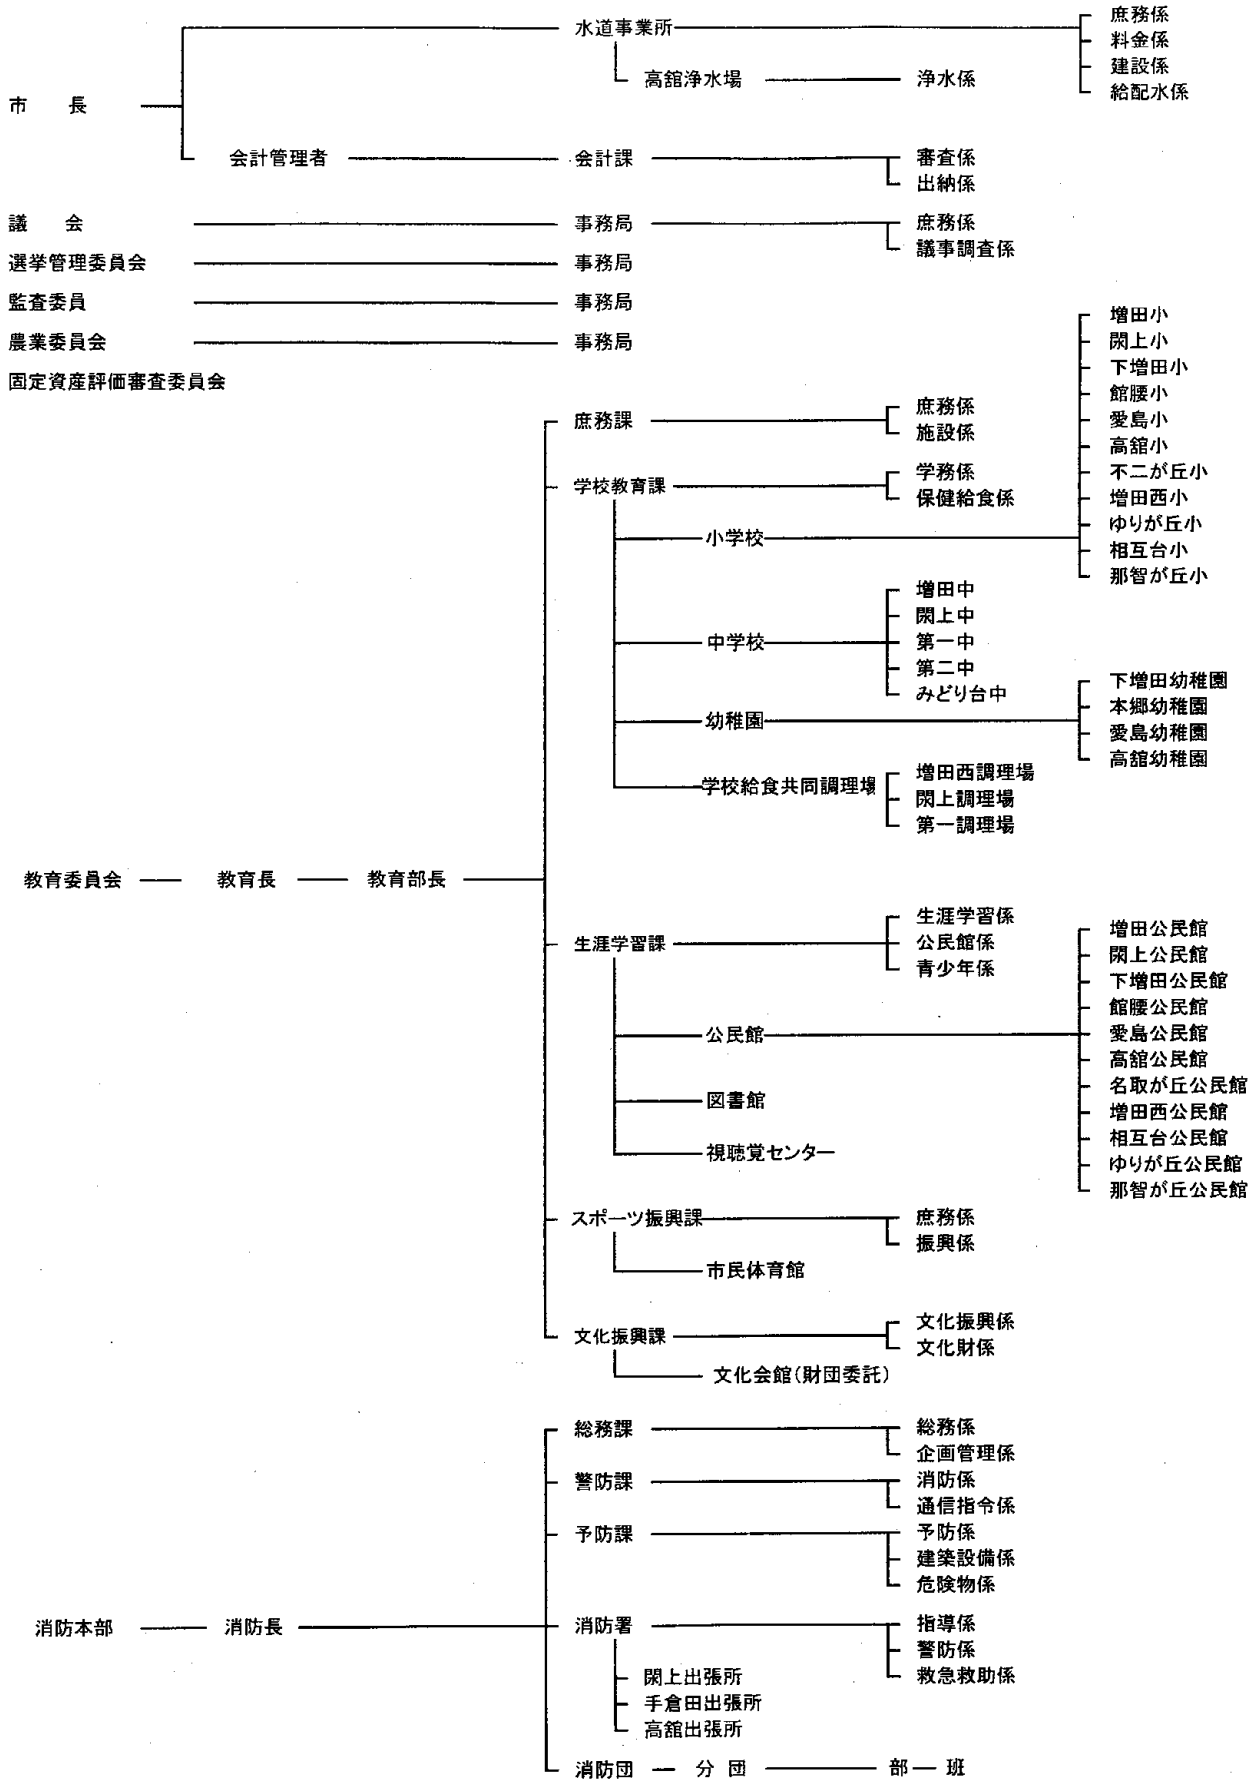 水道事業所
庶務係
料金係
建設係
給配水係
高舘浄水場 浄水係
市　長
会計管理者 会計課 審査係
出納係
議　会 事務局 庶務係
議事調査係
選挙管理委員会 事務局
監査委員 事務局
農業委員会 事務局
固定資産評価審査委員会
庶務課 庶務係
施設係
学校教育課 学務係
保健給食係
小学校
増田小
閖上小
下増田小
館腰小
愛島小
高舘小
不二が丘小
増田西小
ゆりが丘小
相互台小
那智が丘小
中学校
増田中
閖上中
第一中
第二中
みどり台中
幼稚園
下増田幼稚園
本郷幼稚園
愛島幼稚園
高舘幼稚園
学校給食共同調理場
増田西調理場
閖上調理場
第一調理場
教育委員会 教育長 教育部長
生涯学習課
生涯学習係
公民館係
青少年係
公民館
増田公民館
閖上公民館
下増田公民館
館腰公民館
愛島公民館
高舘公民館
名取が丘公民館
増田西公民館
相互台公民館
ゆりが丘公民館
那智が丘公民館
図書館
視聴覚センター
スポーツ振興課 庶務係
振興係
市民体育館
文化振興課 文化振興係
文化財係
文化会館(財団委託)
総務課 総務係
企画管理係
警防課 消防係
通信指令係
予防課 予防係
建築設備係
危険物係
消防本部 消防長 消防署 指導係
警防係
救急救助係
閖上出張所
手倉田出張所
高舘出張所
消防団 分団 部 班